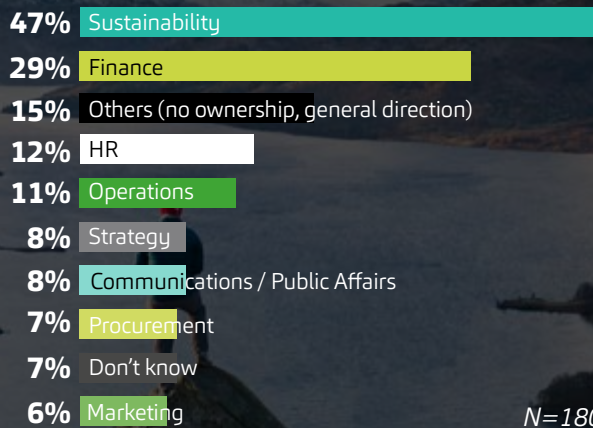 47% Sustainability
29% Finance
15% Others (no ownership, general direction)
12% HR
11% Operations
8% Strategy
8% Communications / Public Affairs
7% Procurement
7% Don't know
6% Marketing
N=180